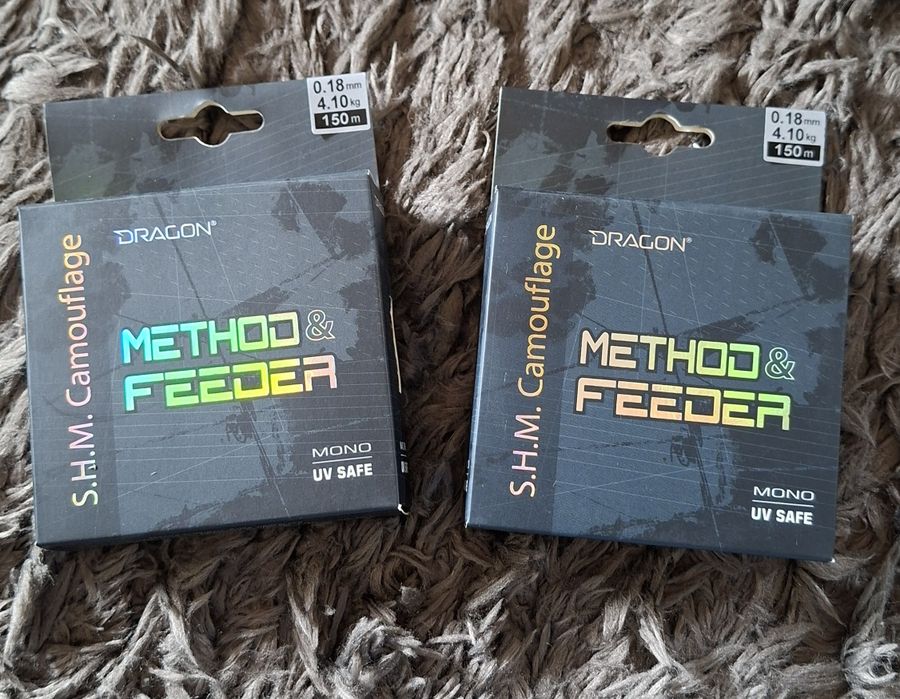 0.18 mm
4.10 kg
150 m
DRAGON®
S.H.M. Camouflage
METHOD &
FEEDER
MONO
UV SAFE
0.18 mm
4.10 kg
150 m
DRAGON®
S.H.M. Camouflage
METHOD &
FEEDER
MONO
UV SAFE